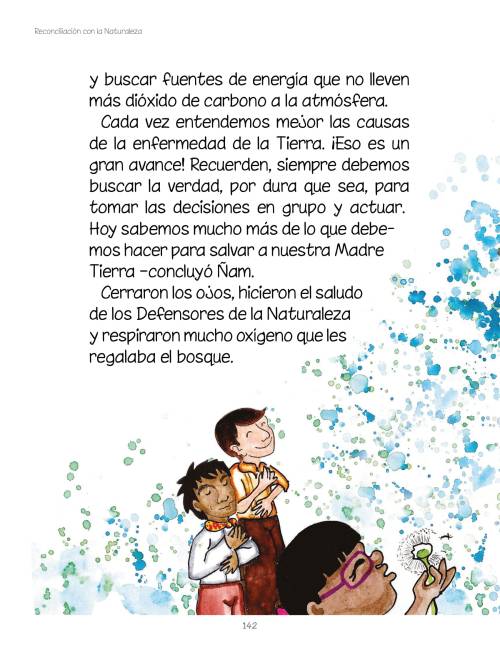 Reconciliación con la Naturaleza
y buscar fuentes de energía que no lleven
más dióxido de carbono a la atmósfera.
Cada vez entendemos mejor las causas
de la enfermedad de la Tierra. ¡Eso es un
gran avance! Recuerden, siempre debemos
buscar la verdad, por dura que sea, para
tomar las decisiones en grupo y actuar.
Hoy sabemos mucho más de lo que debe-
mos hacer para salvar a nuestra Madre
Tierra –concluyó Ñam.
Cerraron los ojos, hicieron el saludo
de los Defensores de la Naturaleza
y respiraron mucho oxígeno que les
regalaba el bosque.
142